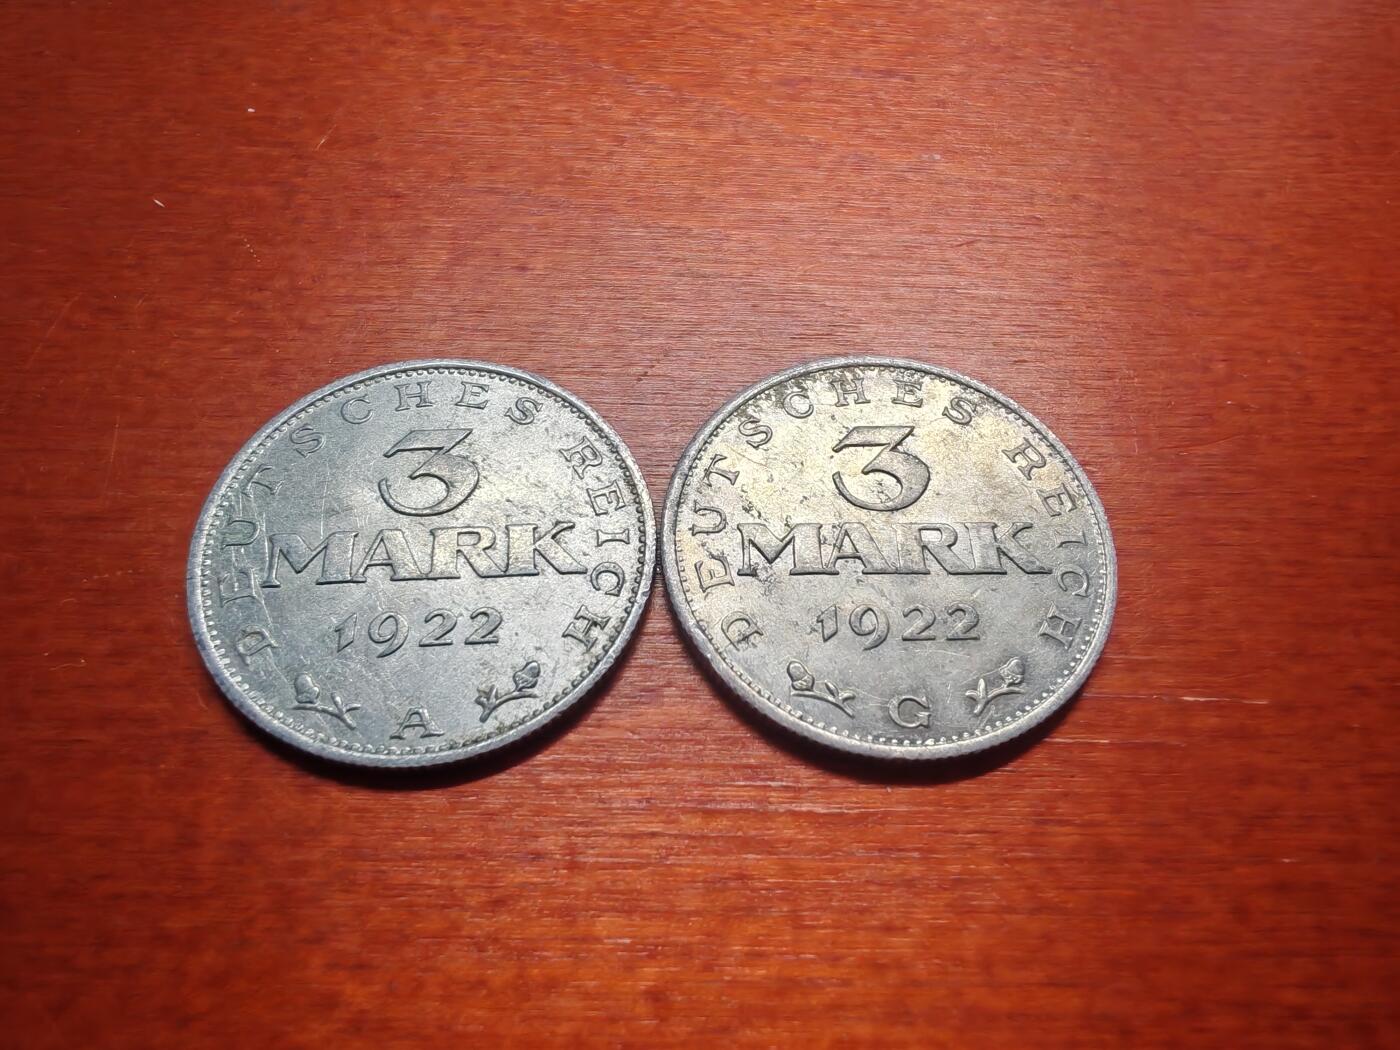 DEUTSCHES REICH
3
MARK
1922
A
DEUTSCHES REICH
3
MARK
1922
G